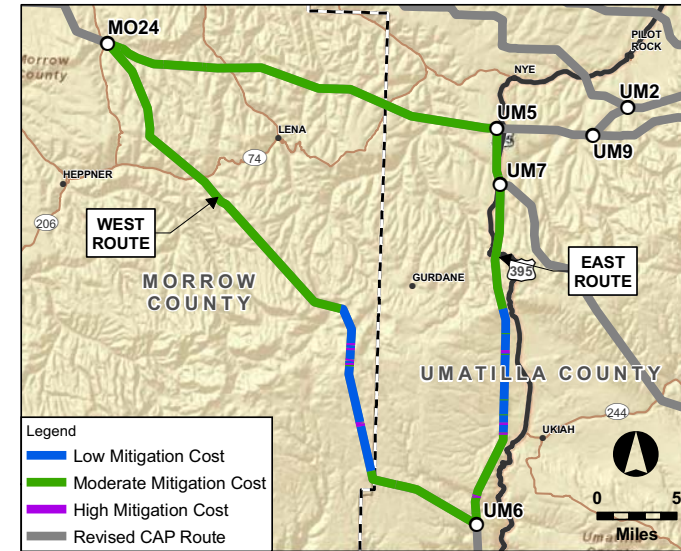 MO24
PILOT
ROCK
Morrow
County
NYE
UM2
UM5
UM9
LENA
74
HEPPNER
UM7
206
WEST
ROUTE
EAST
ROUTE
395
GURDANE
MORROW
COUNTY
UMATILLA COUNTY
244
UKIAH
Legend
Low Mitigation Cost
Moderate Mitigation Cost
High Mitigation Cost
Revised CAP Route
UM6
0 5
Miles